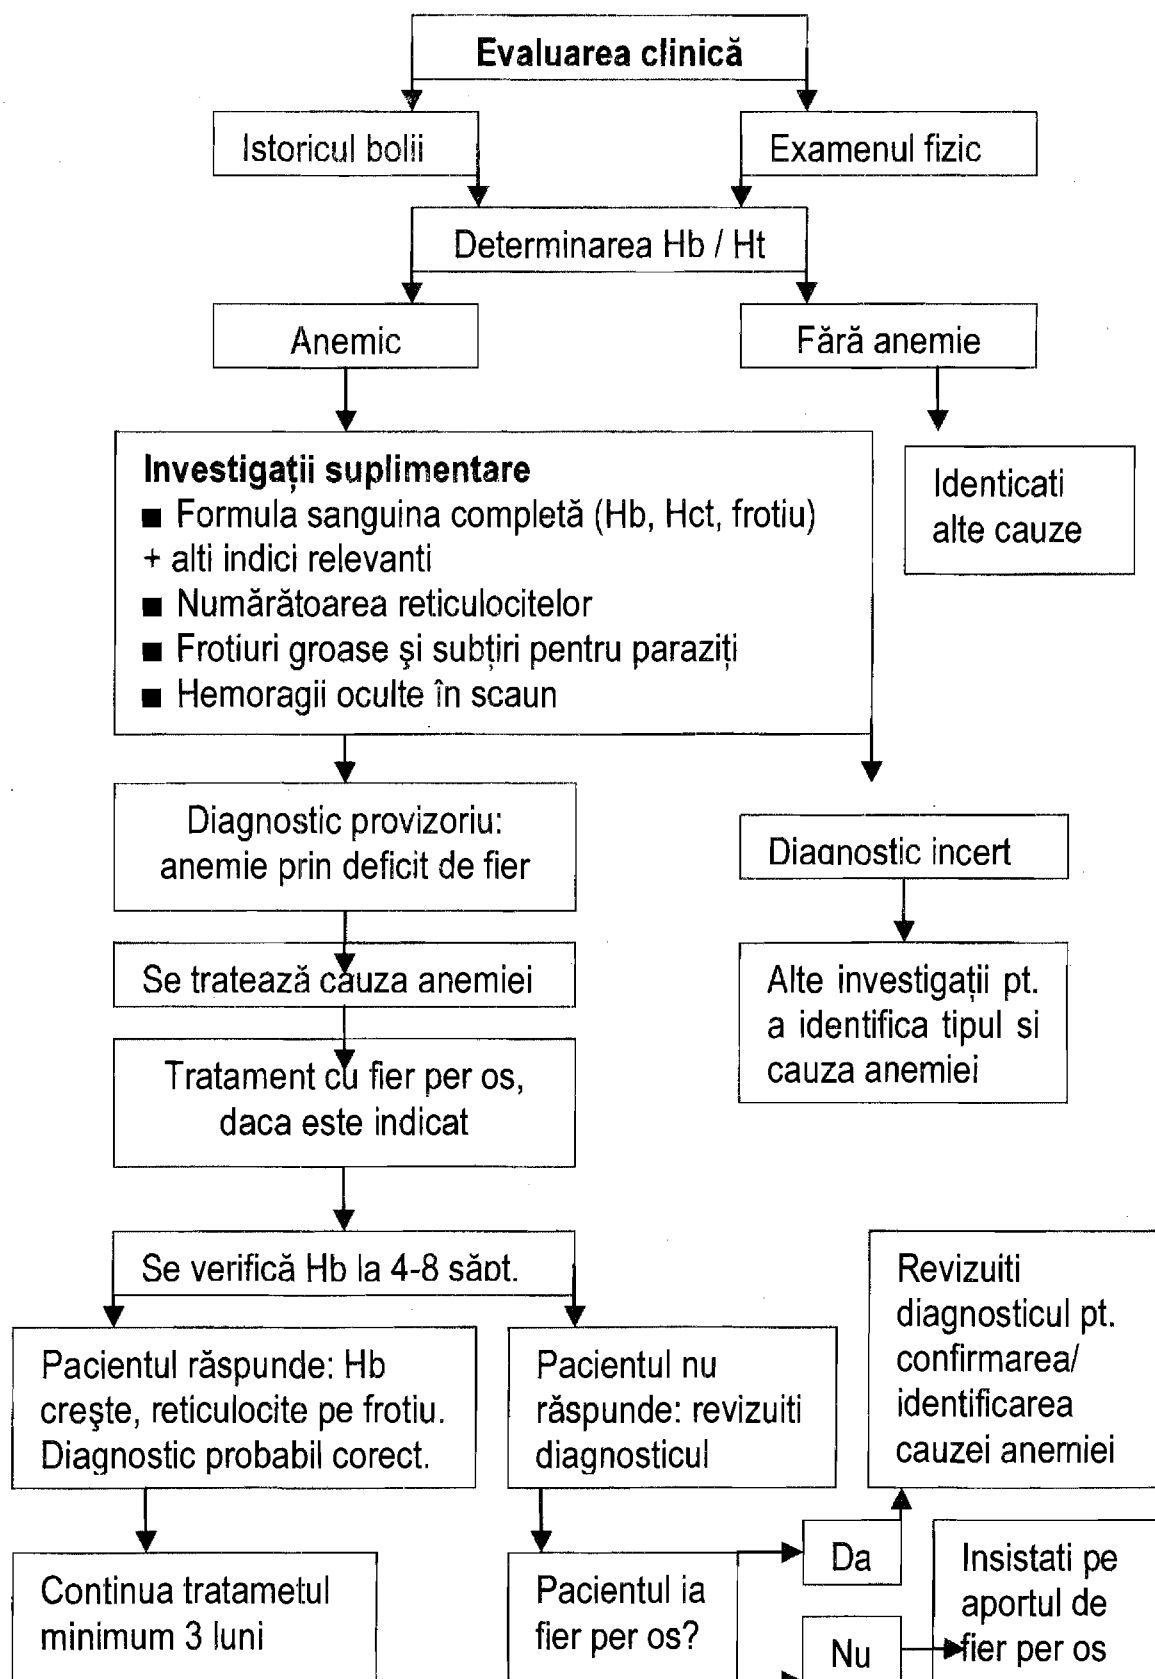 Evaluarea clinică
Istoricul bolii
Examenul fizic
Determinarea Hb / Ht
Anemic
Fără anemie
Investigații suplimentare
■ Formula sanguina completă (Hb, Hct, frotiu)
+ alti indici relevanti
■ Numărătoarea reticulocitelor
■ Frotiuri groase şi subțiri pentru paraziți
■ Hemoragii oculte în scaun
Identicati
alte cauze
Diagnostic provizoriu:
anemie prin deficit de fier
Diagnostic incert
Se tratează cauza anemiei
Alte investigații pt.
a identifica tipul si
cauza anemiei
Tratament cu fier per os,
daca este indicat
Se verifică Hb la 4-8 săpt.
Revizuiti
diagnosticul pt.
confirmarea/
identificarea
cauzei anemiei
Pacientul răspunde: Hb
creşte, reticulocite pe frotiu.
Diagnostic probabil corect.
Pacientul nu
răspunde: revizuiti
diagnosticul
Continua tratametul
minimum 3 luni
Pacientul ia
fier per os?
Da
Nu
Insistati pe
aportul de
fier per os